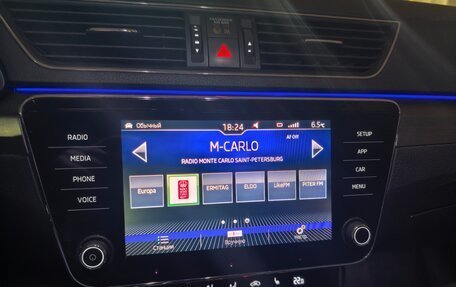 Обычный 18:24 6.5°C
AF Off
M-CARLO
RADIO MONTE CARLO SAINT-PETERSBURG
Europa ERMITAG ELDO LikeFM PITER FM
Станции Вручную
RADIO
MEDIA
PHONE
VOICE
SETUP
APP
CAR
MENU